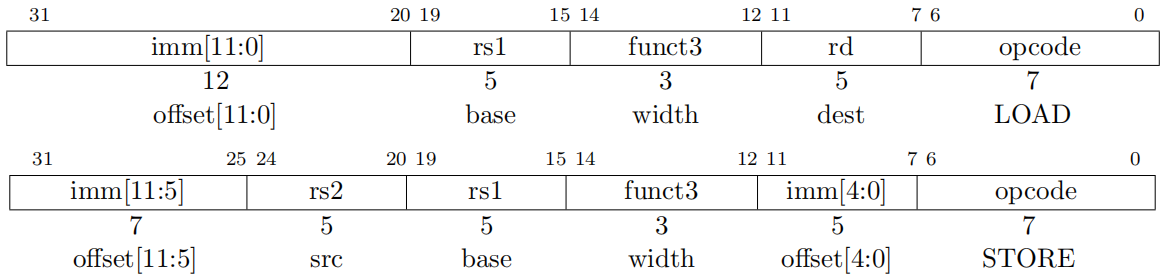 31 20 19 15 14 12 11 7 6 0
imm[11:0] rs1 funct3 rd opcode
12 5 3 5 7
offset[11:0] base width dest LOAD
31 25 24 20 19 15 14 12 11 7 6 0
imm[11:5] rs2 rs1 funct3 imm[4:0] opcode
7 5 5 3 5 7
offset[11:5] src base width offset[4:0] STORE